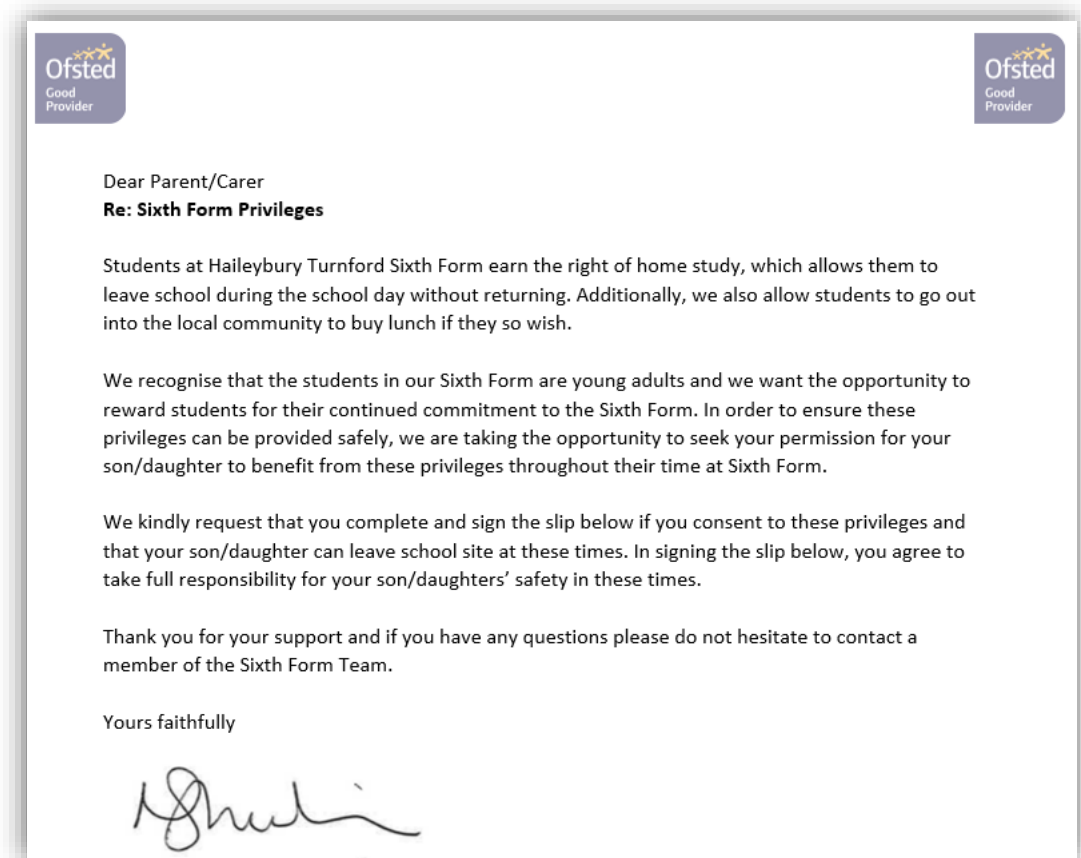 Ofsted
Good
Provider
Ofsted
Good
Provider
Dear Parent/Carer
Re: Sixth Form Privileges
Students at Haileybury Turnford Sixth Form earn the right of home study, which allows them to
leave school during the school day without returning. Additionally, we also allow students to go out
into the local community to buy lunch if they so wish.
We recognise that the students in our Sixth Form are young adults and we want the opportunity to
reward students for their continued commitment to the Sixth Form. In order to ensure these
privileges can be provided safely, we are taking the opportunity to seek your permission for your
son/daughter to benefit from these privileges throughout their time at Sixth Form.
We kindly request that you complete and sign the slip below if you consent to these privileges and
that your son/daughter can leave school site at these times. In signing the slip below, you agree to
take full responsibility for your son/daughters’ safety in these times.
Thank you for your support and if you have any questions please do not hesitate to contact a
member of the Sixth Form Team.
Yours faithfully